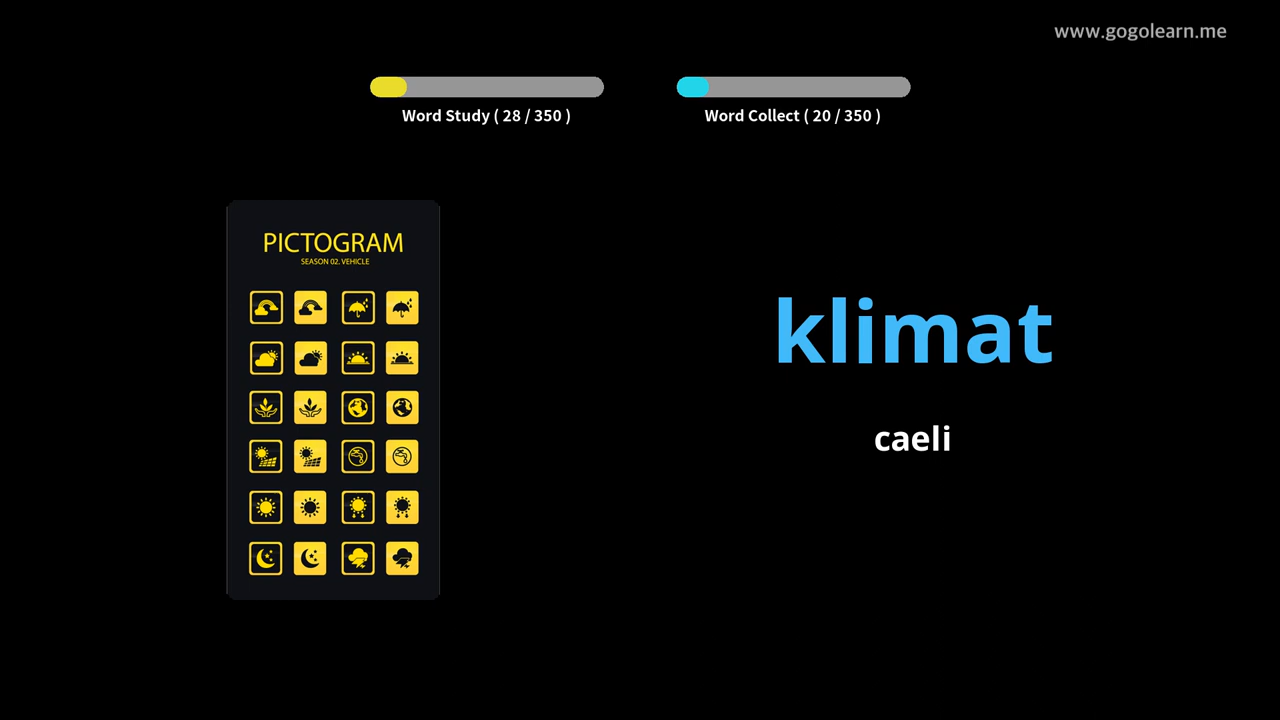 www.gogolearn.me
Word Study ( 28 / 350 )
Word Collect ( 20 / 350 )
PICTOGRAM
SEASON 02. VEHICLE
klimat
caeli